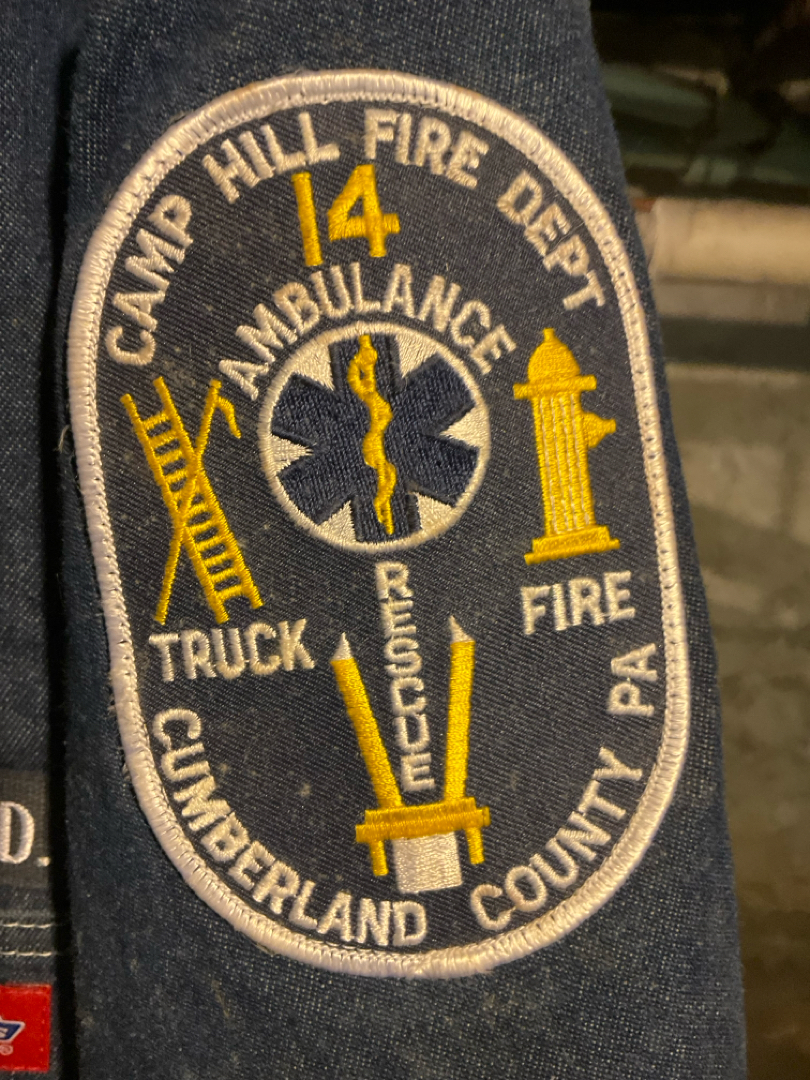 CAMP HILL FIRE DEPT
14
AMBULANCE
TRUCK
FIRE
RESCUE
CUMBERLAND COUNTY PA
D.